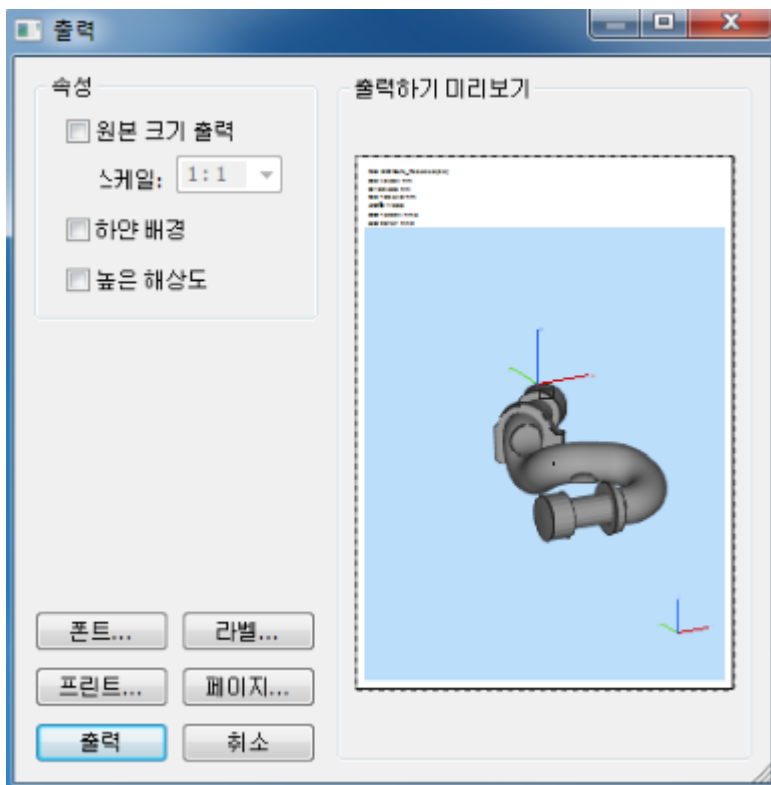 출력
속성
원본 크기 출력
스케일: 1:1
하얀 배경
높은 해상도
출력하기 미리보기
폰트... 라벨...
프린트... 페이지...
출력 취소